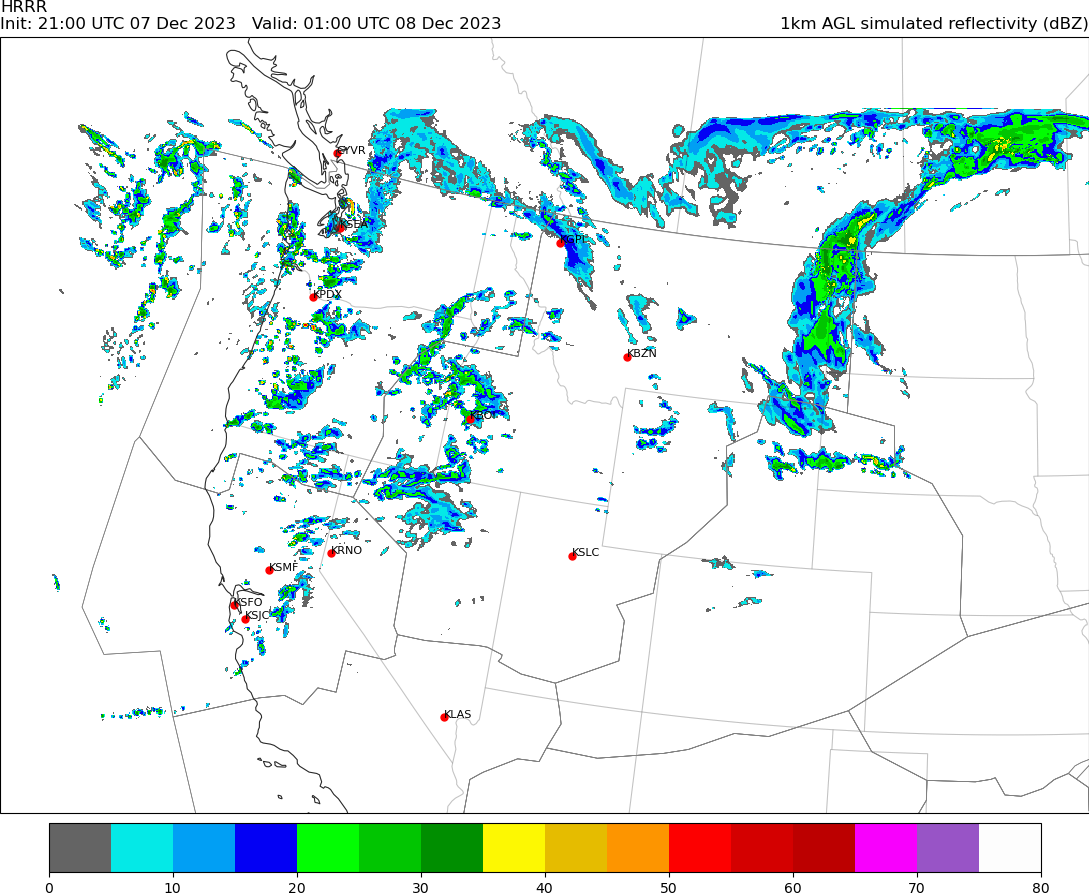 HRRR
Init: 21:00 UTC 07 Dec 2023   Valid: 01:00 UTC 08 Dec 2023   1km AGL simulated reflectivity (dBZ)
CYVR
KSEA
KGPI
KPDX
KBZN
KBOI
KRNO
KSLC
KSMF
KSFO
KSJC
KLAS
0 10 20 30 40 50 60 70 80